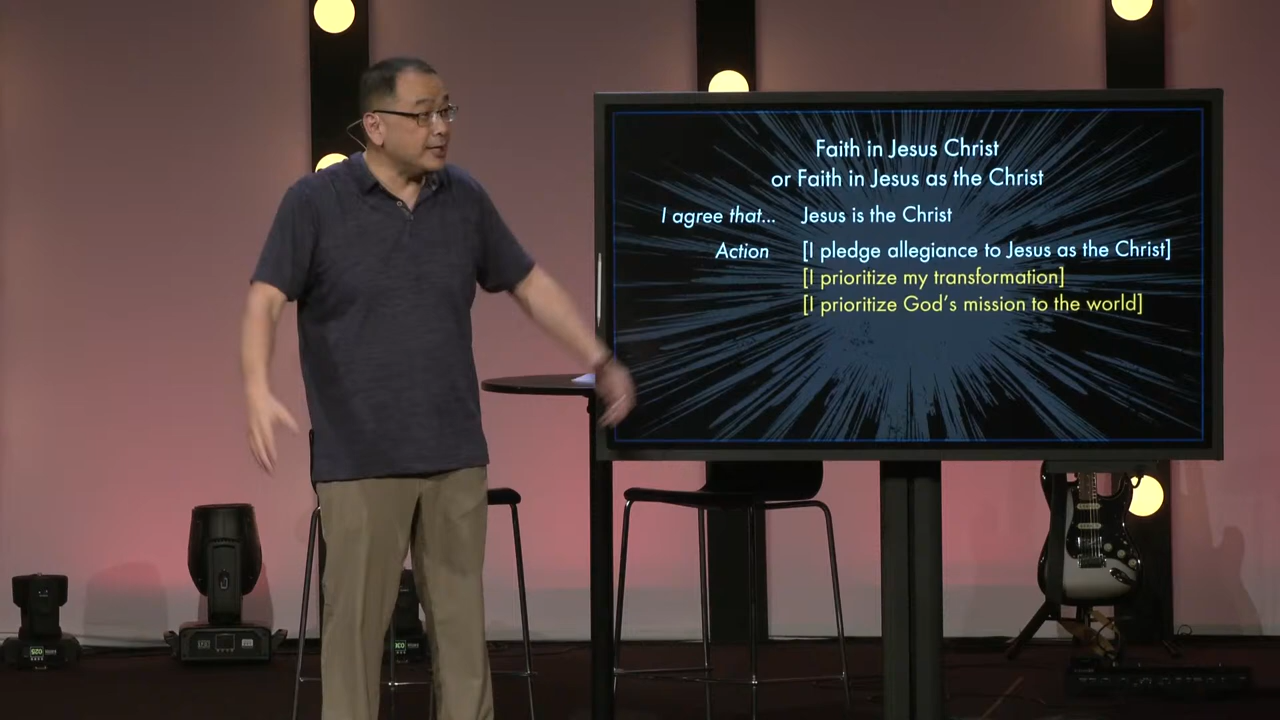 Faith in Jesus Christ
or Faith in Jesus as the Christ
I agree that... Jesus is the Christ
Action [I pledge allegiance to Jesus as the Christ]
[I prioritize my transformation]
[I prioritize God's mission to the world]